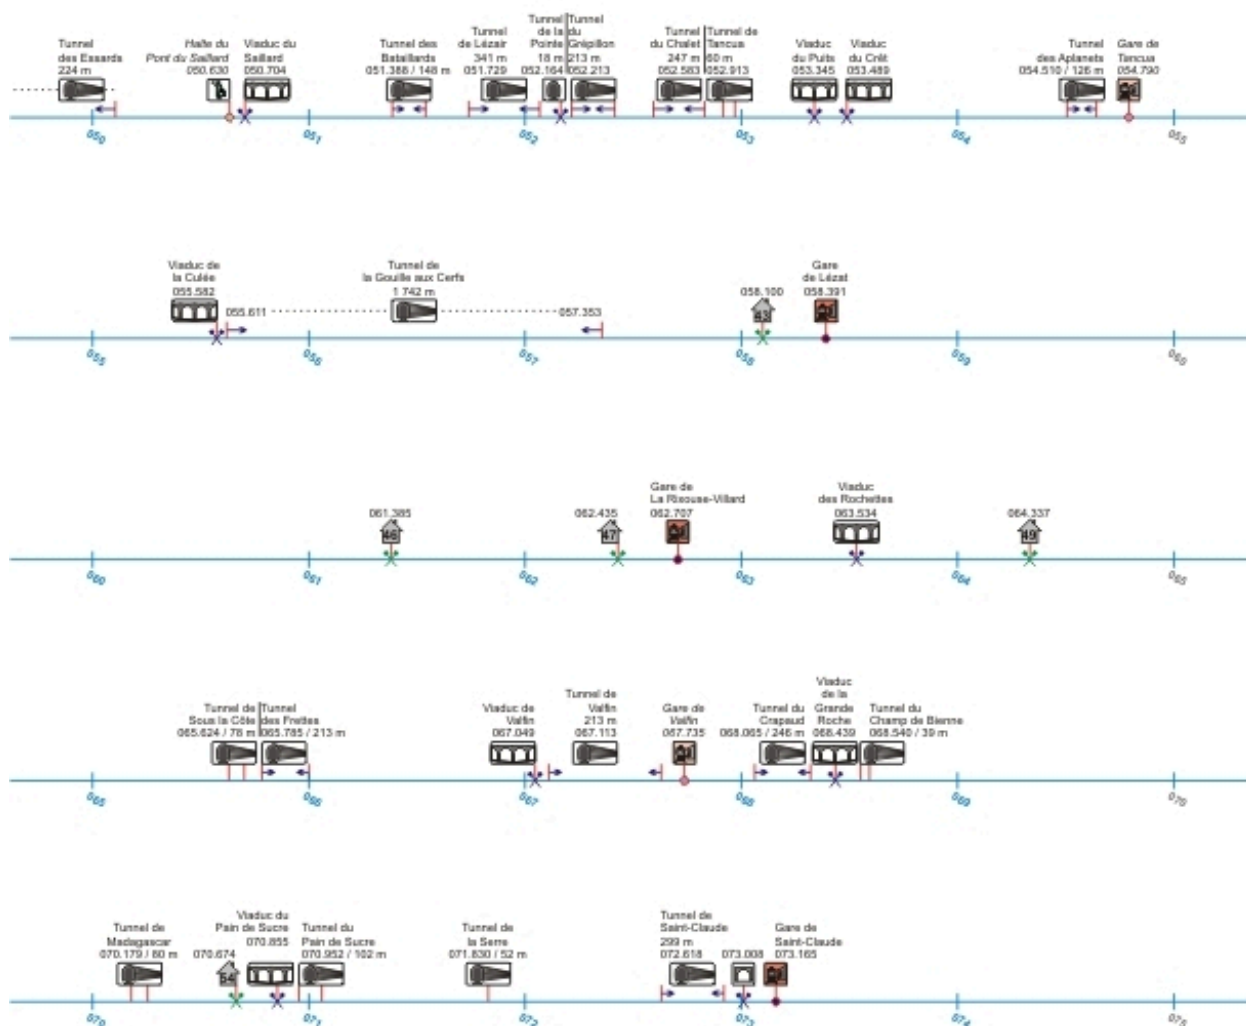 Tunnel
des Essards
224 m
Halte du
Pont du Saillard
050.630
Viaduc du
Saillard
050.704
Tunnel des
Bataillards
051.388 / 148 m
Tunnel
de Lézair
341 m
051.729
Tunnel
de la
Pointe
18 m
052.164
Tunnel
du
Grépillon
213 m
052.213
Tunnel
du Chalet
247 m
052.583
Tunnel de
Tancua
60 m
052.913
Viaduc
du Puits
053.345
Viaduc
du Crêt
053.489
Tunnel
des Aplanets
054.510 / 126 m
Gare de
Tancua
054.790
050
051
052
053
054
055
Viaduc de
la Culée
055.582
055.611
Tunnel de
la Gouille aux Cerfs
1 742 m
057.353
058.100
43
Gare
de Lézat
058.391
055
056
057
058
059
060
061.385
46
062.435
47
Gare de
La Rixouse-Villard
062.707
Viaduc
des Rochettes
063.534
064.337
49
060
061
062
063
064
065
Tunnel de
Sous la Côte
065.624 / 78 m
Tunnel
des Frettes
065.785 / 213 m
Viaduc de
Valfin
067.049
Tunnel de
Valfin
213 m
067.113
Gare de
Valfin
067.735
Tunnel du
Crapaud
068.065 / 246 m
Viaduc
de la
Grande
Roche
068.439
Tunnel du
Champ de Bienne
068.540 / 39 m
065
066
067
068
069
070
Tunnel de
Madagascar
070.179 / 80 m
070.674
54
Viaduc du
Pain de Sucre
070.855
Tunnel du
Pain de Sucre
070.952 / 102 m
Tunnel de
la Serre
071.830 / 52 m
Tunnel de
Saint-Claude
299 m
072.618
073.008
Gare de
Saint-Claude
073.165
070
071
072
073
074
075